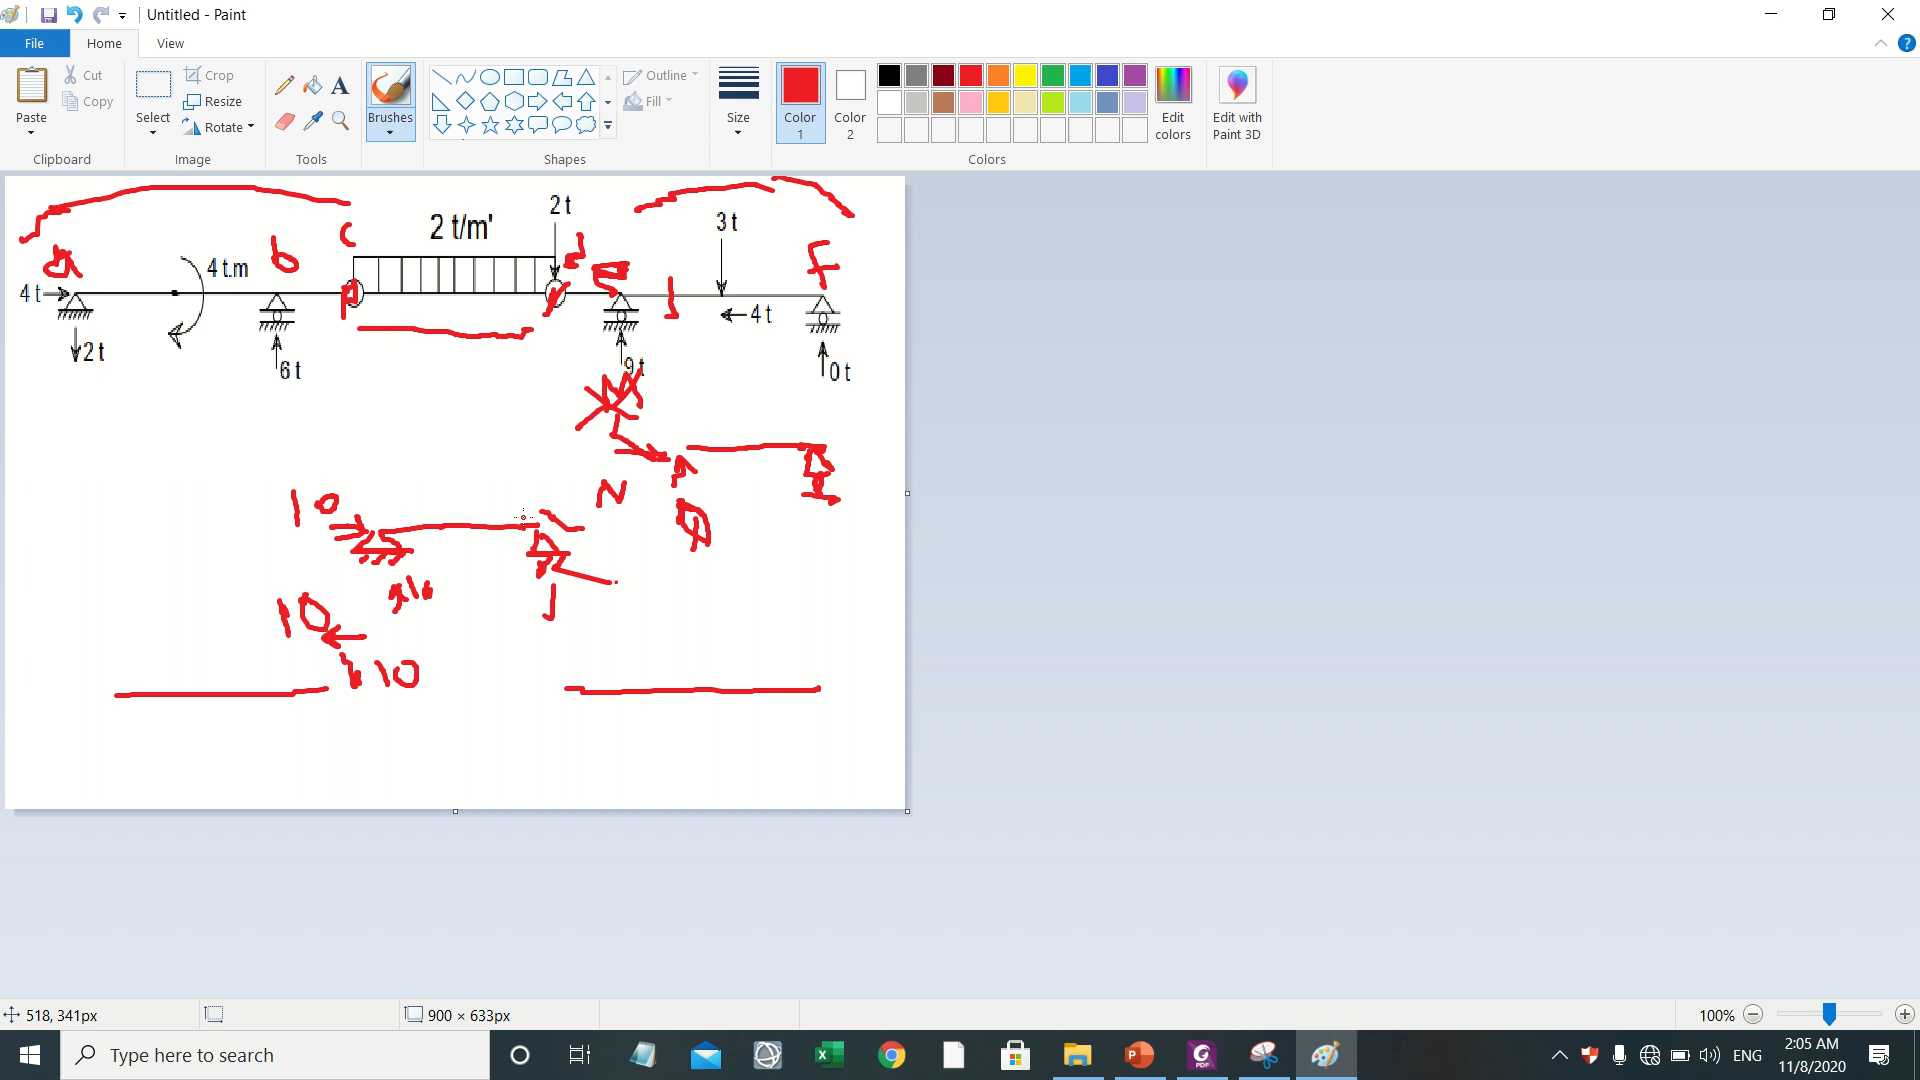 Untitled - Paint
File
Home
View
Paste
Cut
Copy
Clipboard
Select
Crop
Resize
Rotate
Image
Tools
Brushes
Shapes
Outline
Fill
Size
Color 1
Color 2
Colors
Edit colors
Edit with Paint 3D
2 t
2 t/m'
3 t
c
b
d
f
4 t.m
4 t
4 t
2 t
6 t
9 t
0 t
N
10
10
10
518, 341px
900 × 633px
100%
Type here to search
ENG
2:05 AM
11/8/2020